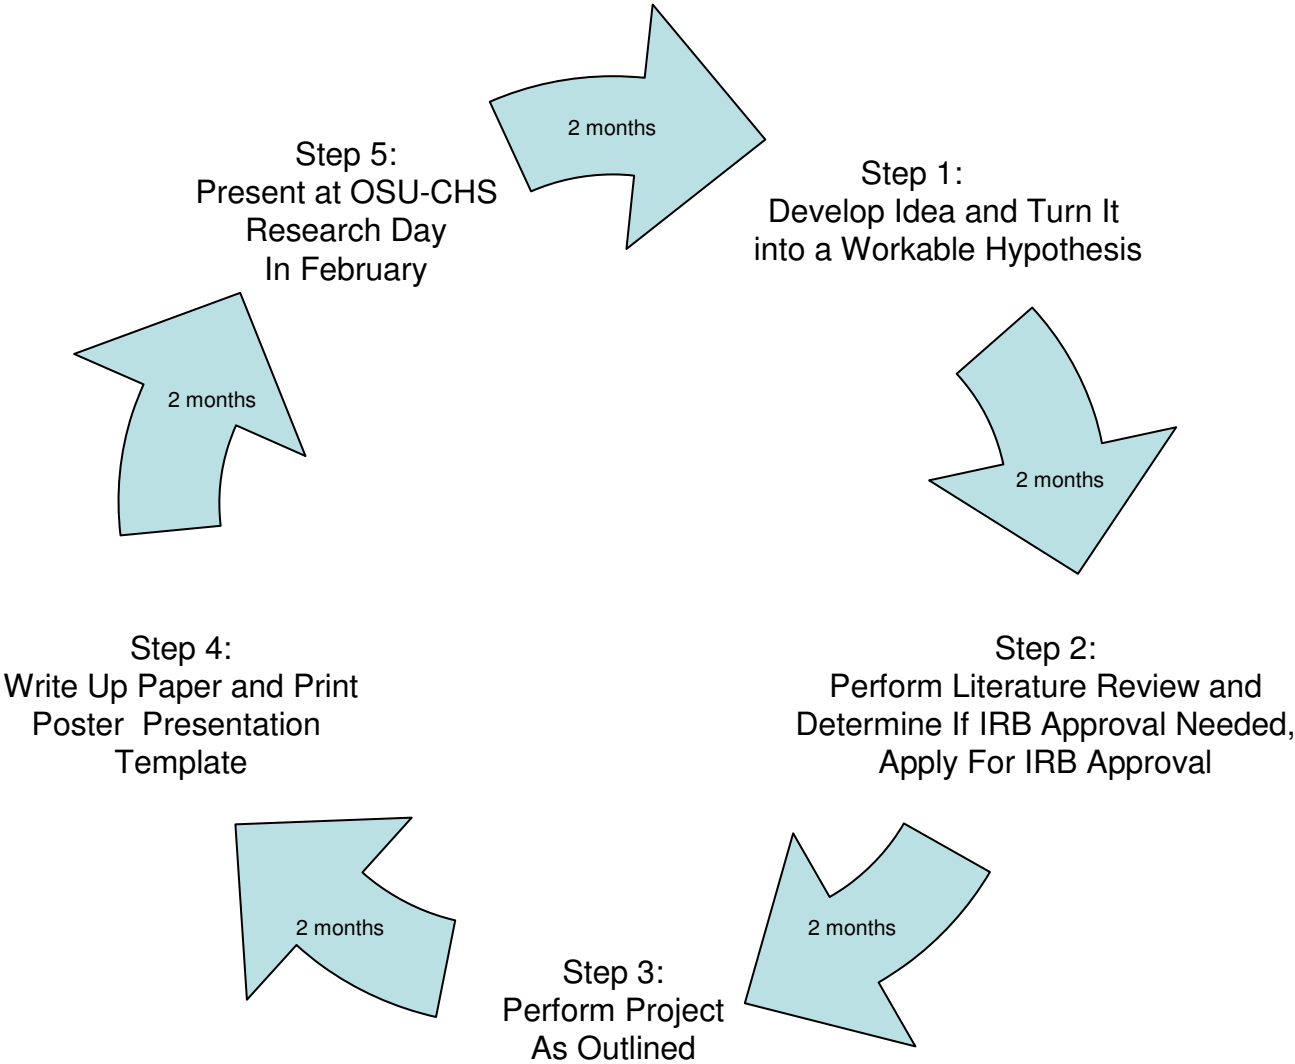 2 months
Step 1:
Develop Idea and Turn It
into a Workable Hypothesis
2 months
Step 2:
Perform Literature Review and
Determine If IRB Approval Needed,
Apply For IRB Approval
2 months
Step 3:
Perform Project
As Outlined
2 months
Step 4:
Write Up Paper and Print
Poster  Presentation
Template
2 months
Step 5:
Present at OSU-CHS
Research Day
In February